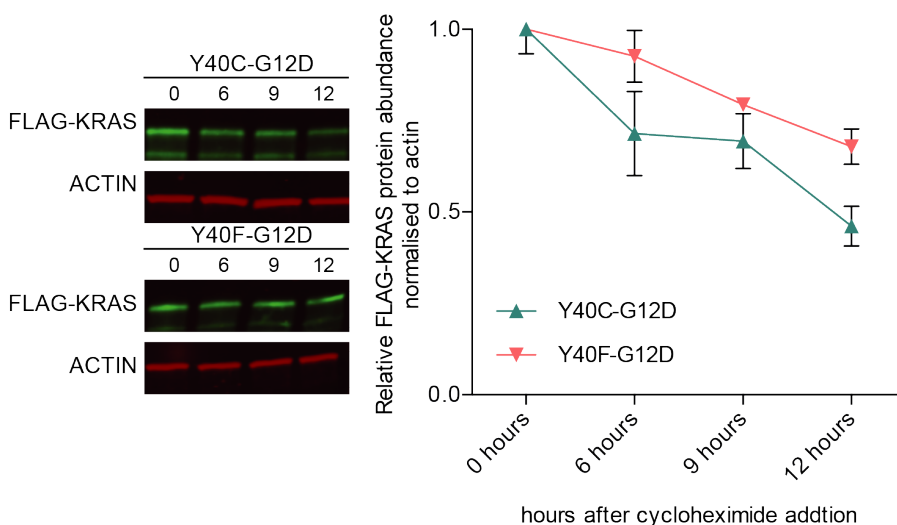 Y40C-G12D
0 6 9 12
FLAG-KRAS
ACTIN
Y40F-G12D
0 6 9 12
FLAG-KRAS
ACTIN
Relative FLAG-KRAS protein abundance
normalised to actin
1.0
0.5
0.0
Y40C-G12D
Y40F-G12D
0 hours
6 hours
9 hours
12 hours
hours after cycloheximide addtion